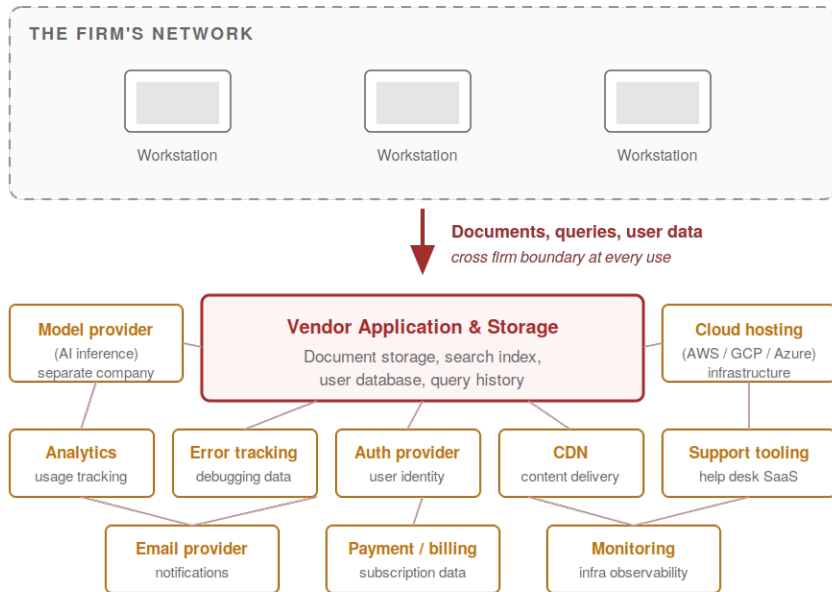 THE FIRM'S NETWORK
Workstation
Workstation
Workstation
Documents, queries, user data
cross firm boundary at every use
Model provider
(AI inference)
separate company
Vendor Application & Storage
Document storage, search index,
user database, query history
Cloud hosting
(AWS / GCP / Azure)
infrastructure
Analytics
usage tracking
Error tracking
debugging data
Auth provider
user identity
CDN
content delivery
Support tooling
help desk SaaS
Email provider
notifications
Payment / billing
subscription data
Monitoring
infra observability